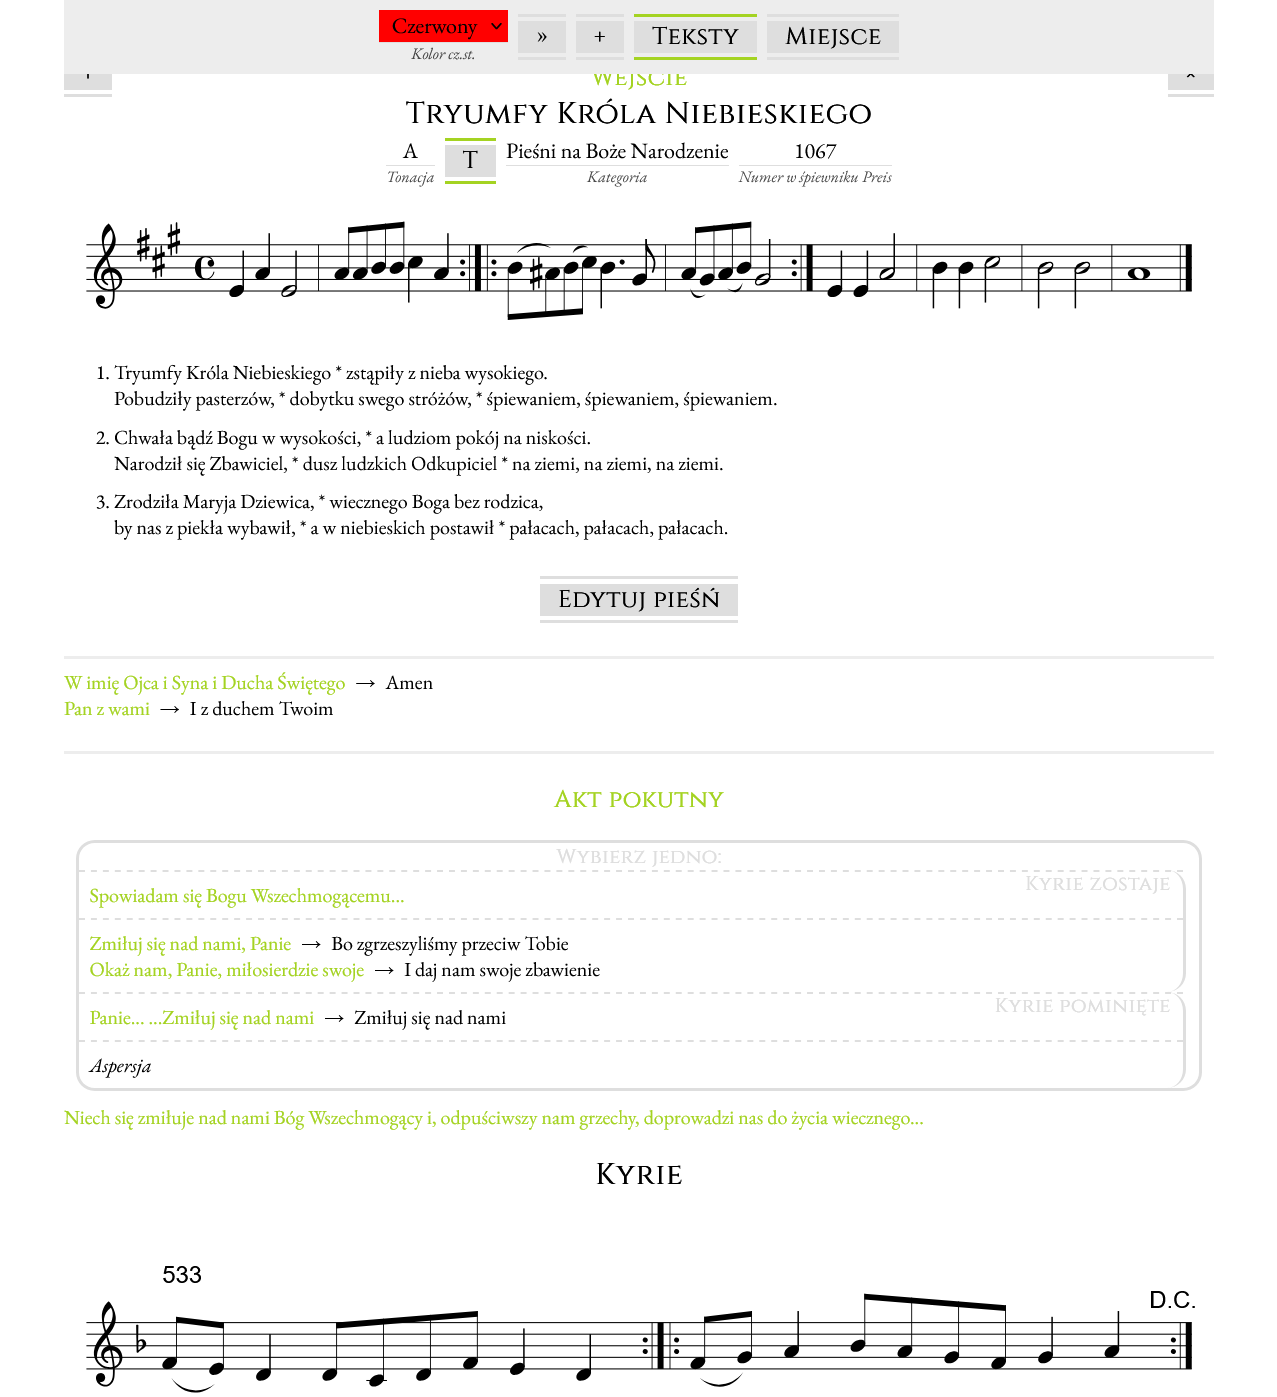 Czerwony
Kolor cz.st.
»
+
Teksty
Miejsce
Wejście
Tryumfy Króla Niebieskiego
A
Tonacja
T
Pieśni na Boże Narodzenie
Kategoria
1067
Numer w śpiewniku Preis
1. Tryumfy Króla Niebieskiego * zstąpiły z nieba wysokiego.
Pobudziły pasterzów, * dobytku swego stróżów, * śpiewaniem, śpiewaniem, śpiewaniem.
2. Chwała bądź Bogu w wysokości, * a ludziom pokój na niskości.
Narodził się Zbawiciel, * dusz ludzkich Odkupiciel * na ziemi, na ziemi, na ziemi.
3. Zrodziła Maryja Dziewica, * wiecznego Boga bez rodzica,
by nas z piekła wybawił, * a w niebieskich postawił * pałacach, pałacach, pałacach.
Edytuj pieśń
W imię Ojca i Syna i Ducha Świętego → Amen
Pan z wami → I z duchem Twoim
Akt pokutny
Wybierz jedno:
Kyrie zostaje
Spowiadam się Bogu Wszechmogącemu...
Zmiłuj się nad nami, Panie → Bo zgrzeszyliśmy przeciw Tobie
Okaż nam, Panie, miłosierdzie swoje → I daj nam swoje zbawienie
Kyrie pominięte
Panie... ...Zmiłuj się nad nami → Zmiłuj się nad nami
Aspersja
Niech się zmiłuje nad nami Bóg Wszechmogący i, odpuściwszy nam grzechy, doprowadzi nas do życia wiecznego...
Kyrie
533
D.C.